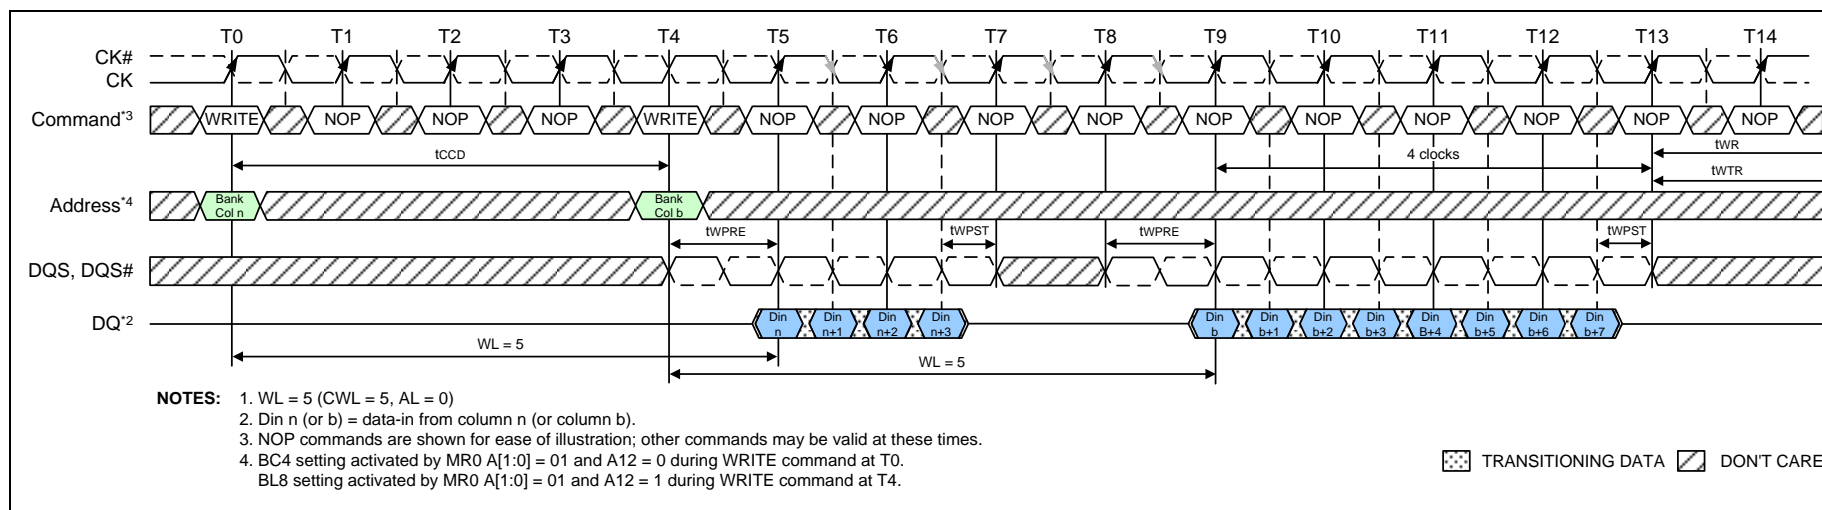 T0 T1 T2 T3 T4 T5 T6 T7 T8 T9 T10 T11 T12 T13 T14
CK#
CK
Command*3 WRITE NOP NOP NOP WRITE NOP NOP NOP NOP NOP NOP NOP NOP NOP NOP
tCCD 4 clocks tWR
tWTR
Address*4 Bank Col n Bank Col b
tWPRE tWPST tWPRE tWPST
DQS, DQS#
DQ*2 Din n Din n+1 Din n+2 Din n+3 Din b Din b+1 Din b+2 Din b+3 Din B+4 Din b+5 Din b+6 Din b+7
WL = 5
WL = 5
NOTES: 1. WL = 5 (CWL = 5, AL = 0)
2. Din n (or b) = data-in from column n (or column b).
3. NOP commands are shown for ease of illustration; other commands may be valid at these times.
4. BC4 setting activated by MR0 A[1:0] = 01 and A12 = 0 during WRITE command at T0.
BL8 setting activated by MR0 A[1:0] = 01 and A12 = 1 during WRITE command at T4.
TRANSITIONING DATA DON'T CARE